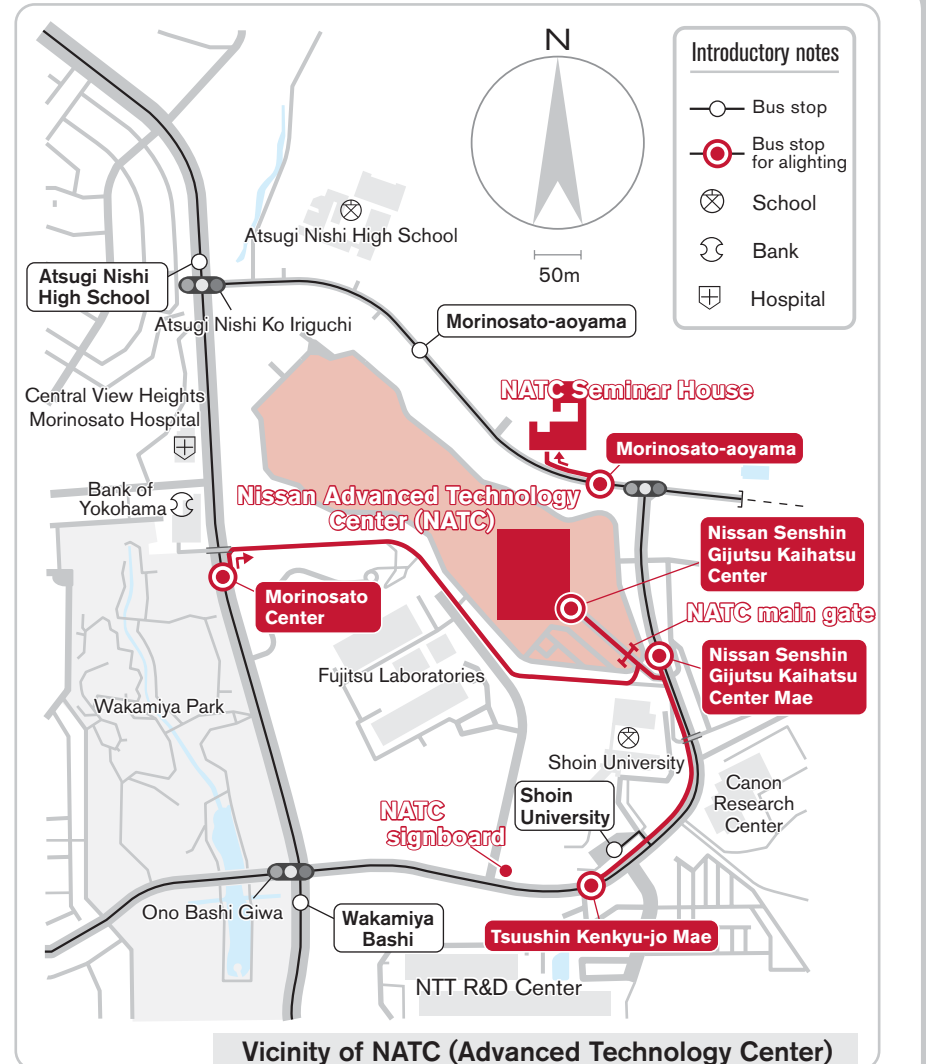 N
50m
Introductory notes
Bus stop
Bus stop
for alighting
School
Bank
Hospital
Atsugi Nishi High School
Atsugi Nishi
High School
Atsugi Nishi Ko Iriguchi
Morinosato-aoyama
Central View Heights
Morinosato Hospital
NATC Seminar House
Morinosato-aoyama
Bank of
Yokohama
Nissan Advanced Technology
Center (NATC)
Nissan Senshin
Gijutsu Kaihatsu
Center
Morinosato
Center
NATC main gate
Nissan Senshin
Gijutsu Kaihatsu
Center Mae
Fujitsu Laboratories
Wakamiya Park
Shoin University
Canon
Research
Center
Shoin
University
NATC
signboard
Ono Bashi Giwa
Wakamiya
Bashi
Tsuushin Kenkyu-jo Mae
NTT R&D Center
Vicinity of NATC (Advanced Technology Center)